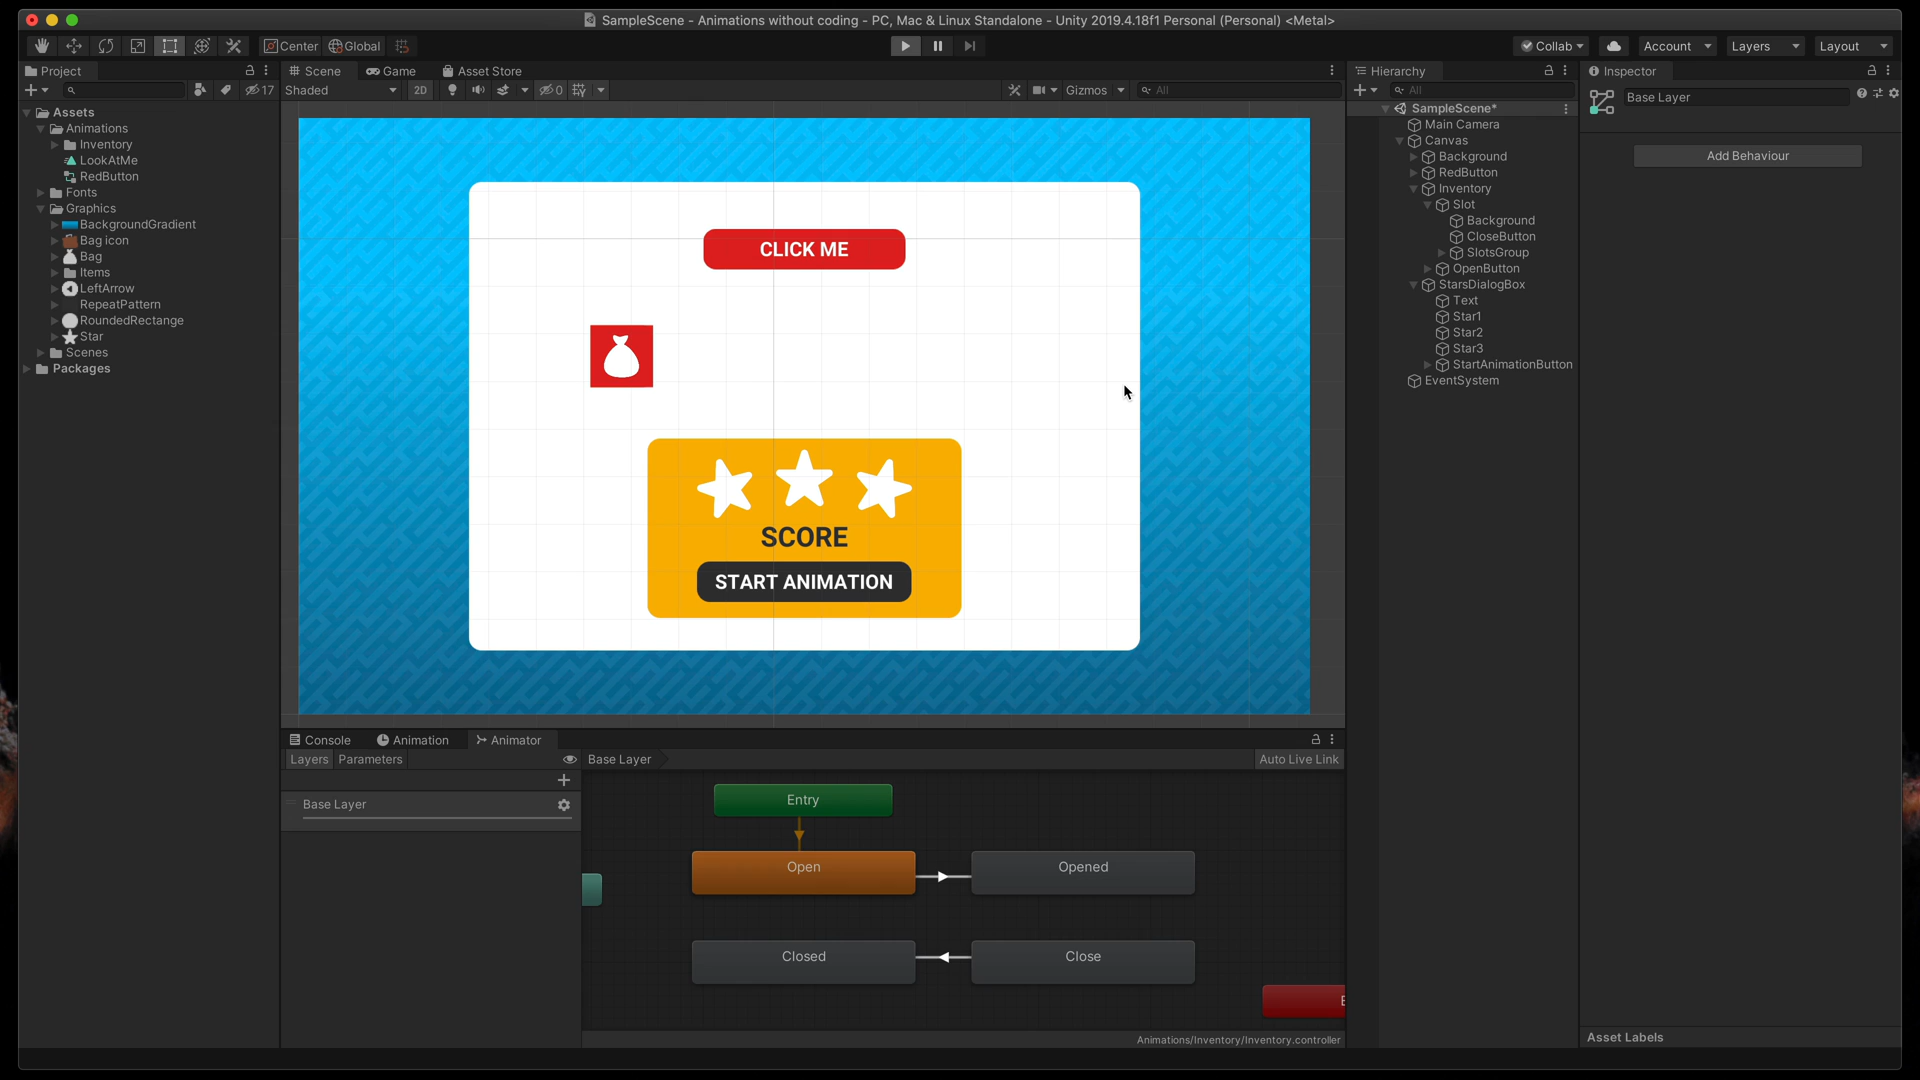 SampleScene - Animations without coding - PC, Mac & Linux Standalone - Unity 2019.4.18f1 Personal (Personal) <Metal>
Center
Global
Collab
Account
Layers
Layout
Project
17
Assets
Animations
Inventory
LookAtMe
RedButton
Fonts
Graphics
BackgroundGradient
Bag icon
Bag
Items
LeftArrow
RepeatPattern
RoundedRectange
Star
Scenes
Packages
Scene
Game
Asset Store
Shaded
2D
0
Gizmos
All
CLICK ME
SCORE
START ANIMATION
Console
Animation
Animator
Layers
Parameters
Base Layer
Auto Live Link
Base Layer
Entry
Open
Opened
Closed
Close
Animations/Inventory/Inventory.controller
Hierarchy
All
SampleScene*
Main Camera
Canvas
Background
RedButton
Inventory
Slot
Background
CloseButton
SlotsGroup
OpenButton
StarsDialogBox
Text
Star1
Star2
Star3
StartAnimationButton
EventSystem
Inspector
Base Layer
Add Behaviour
Asset Labels